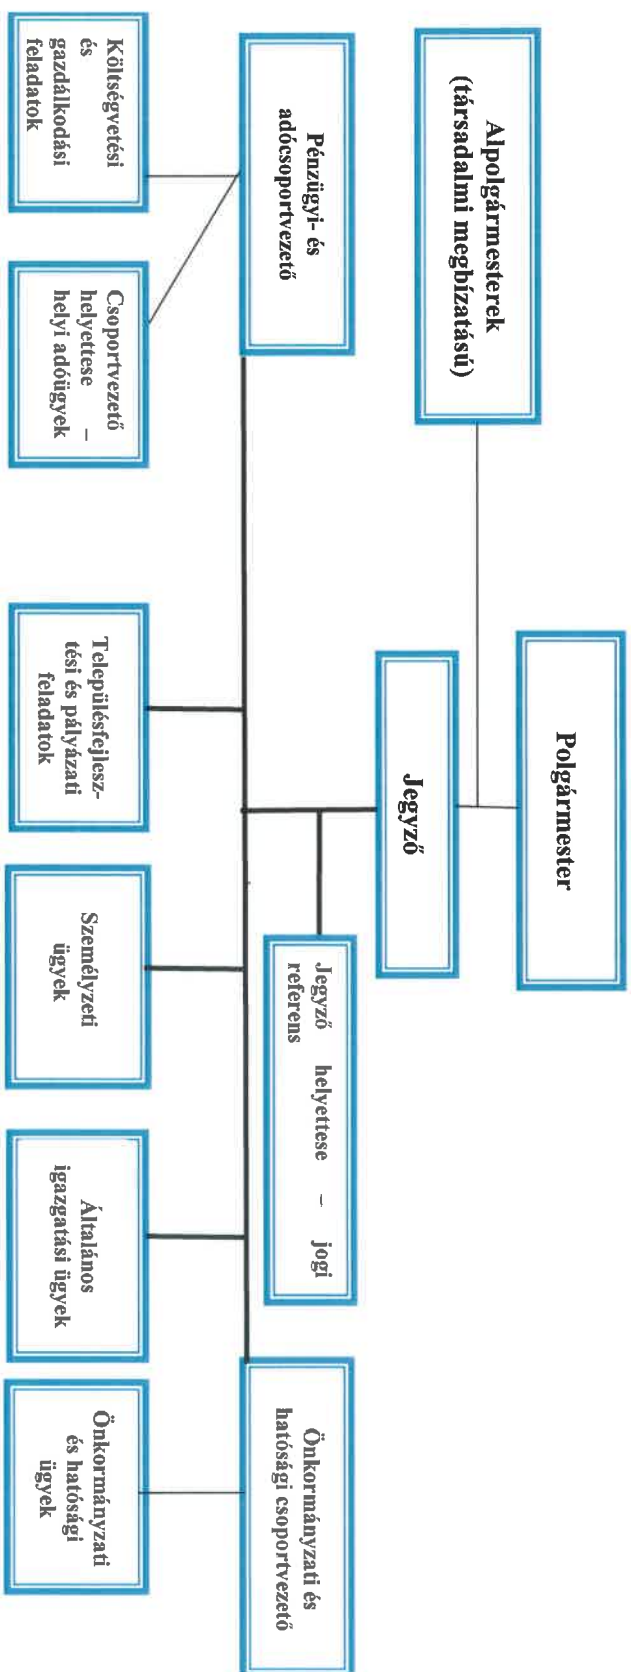 Polgármester
Alpolgármesterek
(társadalmi megbízatású)
Jegyző
Jegyző helyettese – jogi
referens
Pénzügyi- és
adócsoportvezető
Önkormányzati és
hatósági csoportvezető
Költségvetési
és
gazdálkodási
feladatok
Csoportvezető
helyettese –
helyi adóügyek
Településfejlesz-
tési és pályázati
feladatok
Személyzeti
ügyek
Általános
igazgatási ügyek
Önkormányzati
és hatósági
ügyek